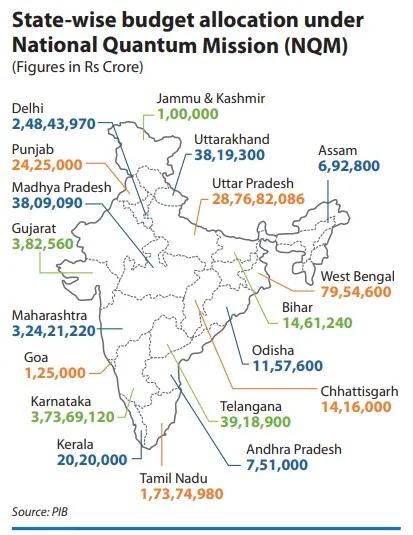 State-wise budget allocation under
National Quantum Mission (NQM)
(Figures in Rs Crore)
Jammu & Kashmir
1,00,000
Delhi
2,48,43,970
Uttarakhand
38,19,300
Assam
6,92,800
Punjab
24,25,000
Uttar Pradesh
28,76,82,086
Madhya Pradesh
38,09,090
Gujarat
3,82,560
West Bengal
79,54,600
Bihar
14,61,240
Maharashtra
3,24,21,220
Odisha
11,57,600
Goa
1,25,000
Chhattisgarh
14,16,000
Karnataka
3,73,69,120
Telangana
39,18,900
Kerala
20,20,000
Andhra Pradesh
7,51,000
Tamil Nadu
1,73,74,980
Source: PIB